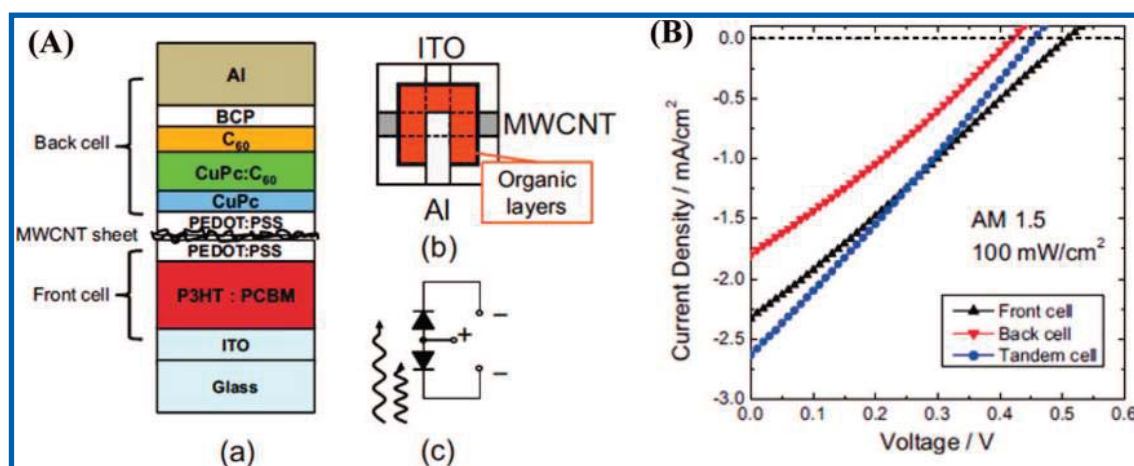 (A)
Back cell
MWCNT sheet
Front cell
Al
BCP
C60
CuPc:C60
CuPc
PEDOT:PSS
PEDOT:PSS
P3HT : PCBM
ITO
Glass
(a)
ITO
MWCNT
Organic
layers
Al
(b)
−
+
−
(c)
(B)
Current Density / mA/cm2
0.0
-0.5
-1.0
-1.5
-2.0
-2.5
-3.0
AM 1.5
100 mW/cm2
Front cell
Back cell
Tandem cell
0.0 0.1 0.2 0.3 0.4 0.5 0.6
Voltage / V